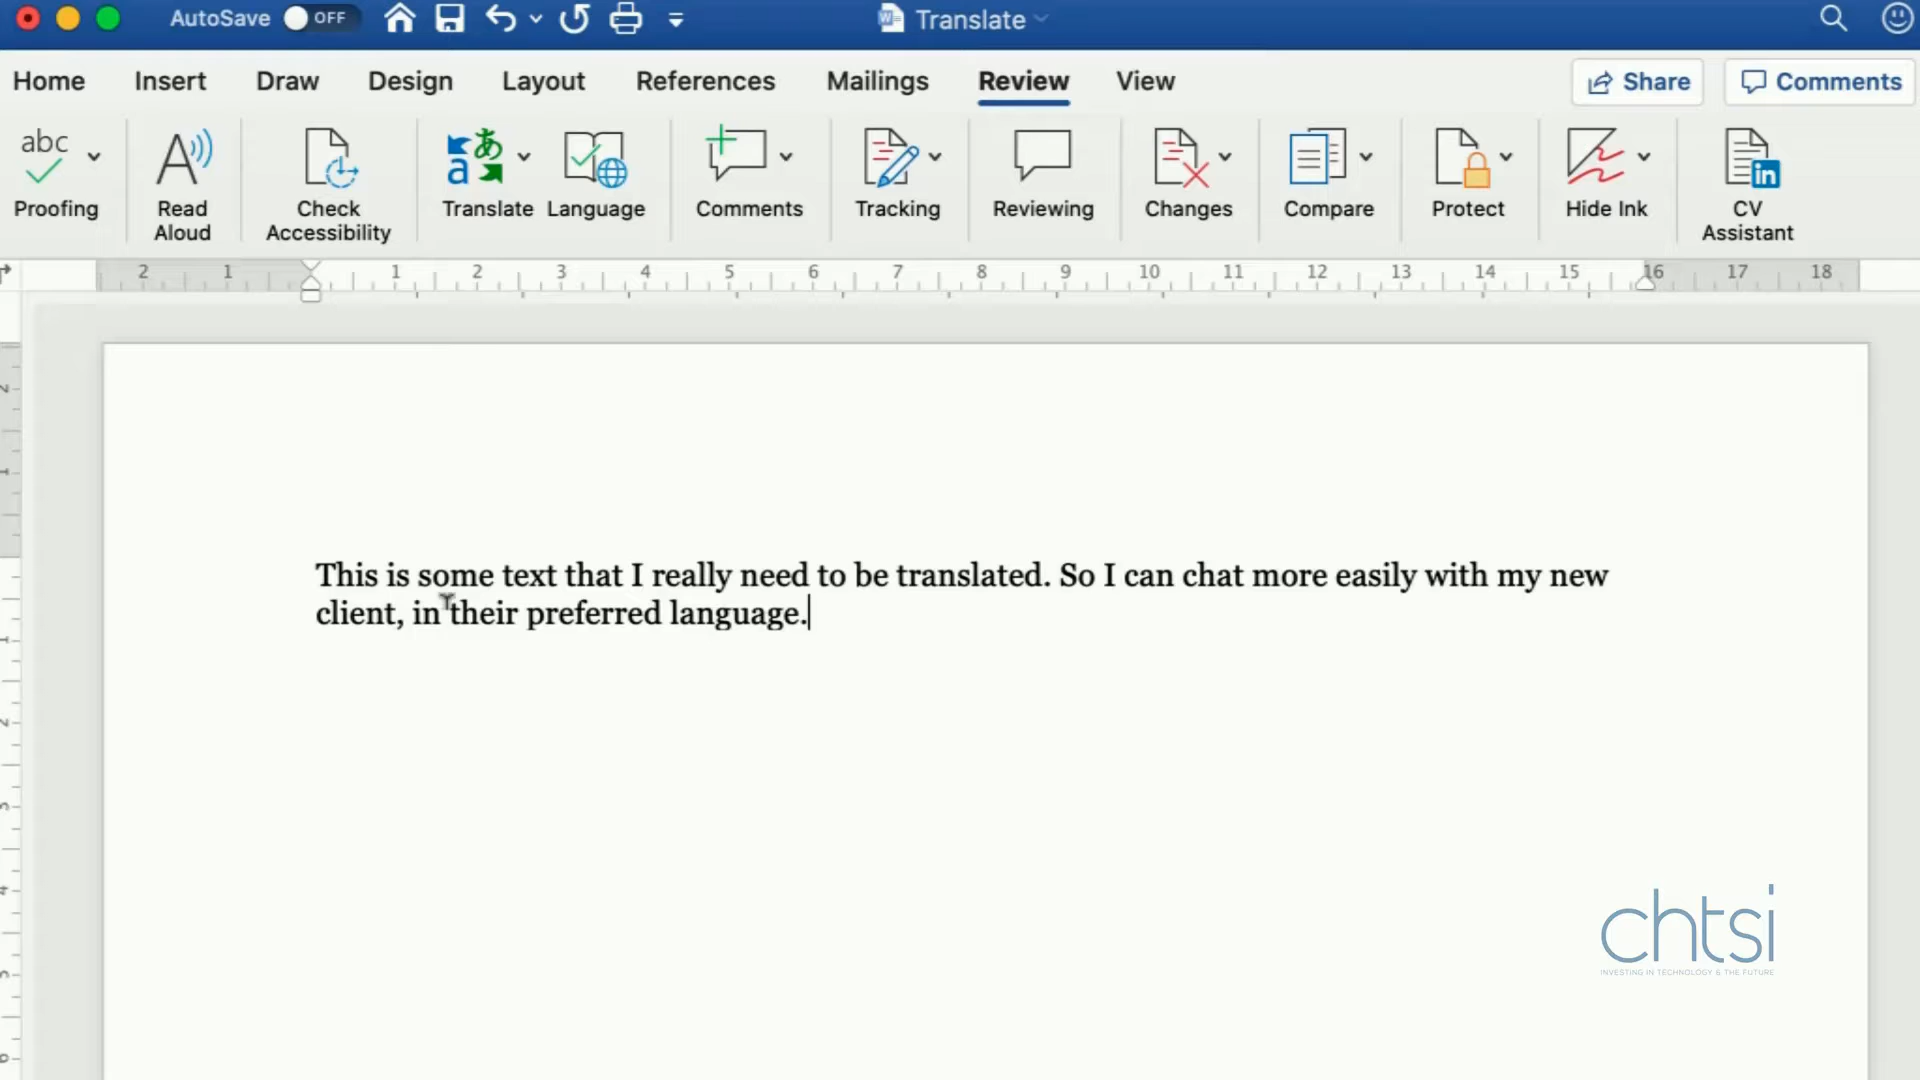 AutoSave OFF Translate
Home Insert Draw Design Layout References Mailings Review View Share Comments
abc
Proofing Read Aloud Check Accessibility Translate Language Comments Tracking Reviewing Changes Compare Protect Hide Ink CV Assistant
2 1 1 2 3 4 5 6 7 8 9 10 11 12 13 14 15 16 17 18
This is some text that I really need to be translated. So I can chat more easily with my new
client, in their preferred language.
chtsi
INVESTING IN TECHNOLOGY & THE FUTURE